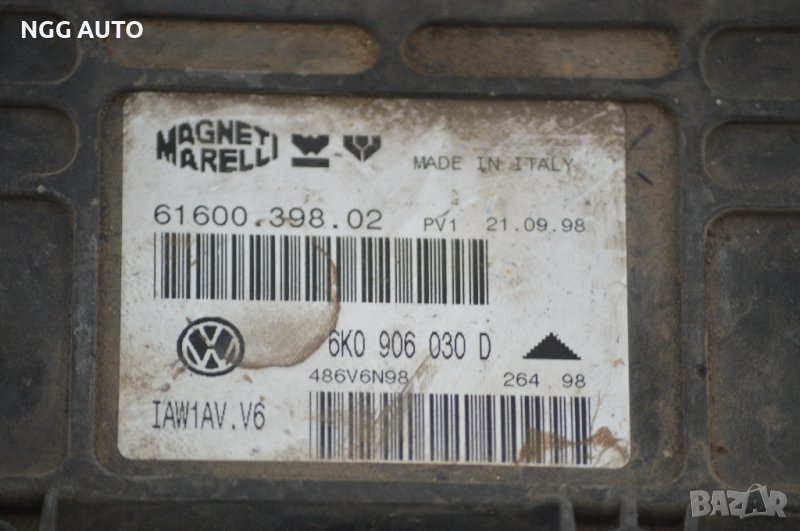 NGG AUTO
MAGNETI
MARELLI
MADE IN ITALY
61600.398.02 PV1 21.09.98
6K0 906 030 D
486V6N98 264 98
IAW1AV.V6
BAZAR